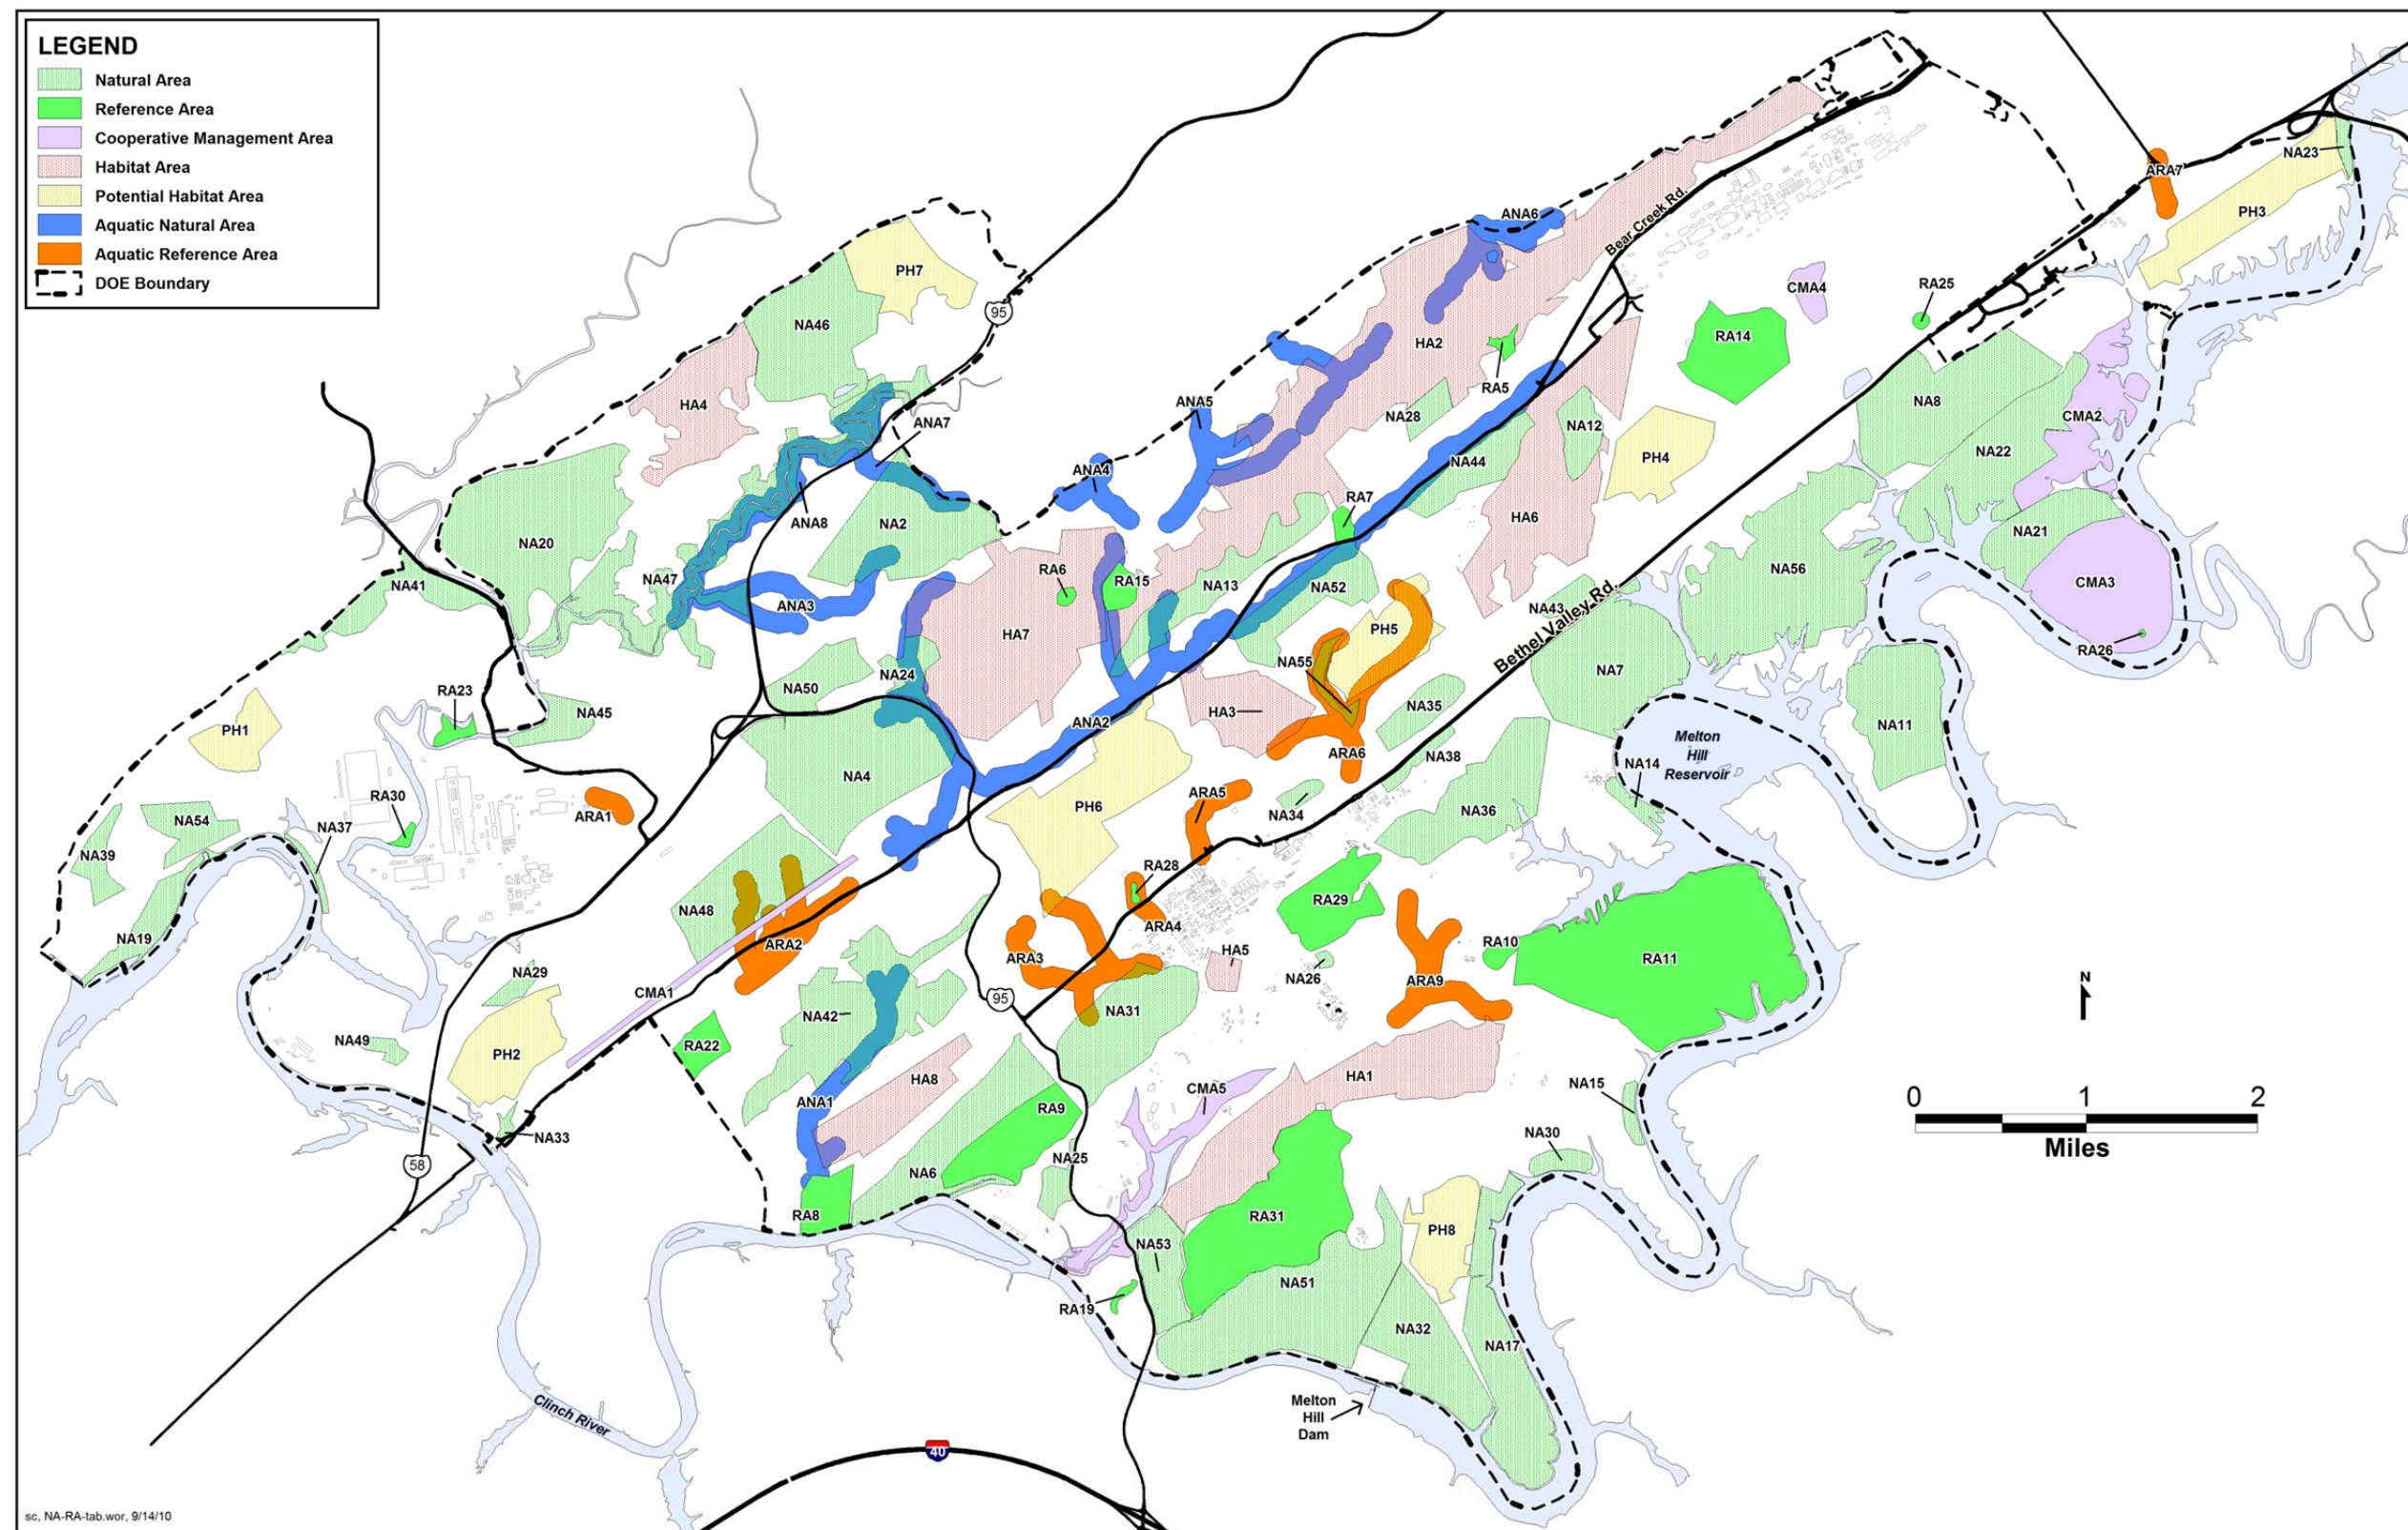 LEGEND
Natural Area
Reference Area
Cooperative Management Area
Habitat Area
Potential Habitat Area
Aquatic Natural Area
Aquatic Reference Area
DOE Boundary
NA23
ARA7
PH3
ANA6
Bear Creek Rd.
PH7
CMA4
RA25
95
NA46
RA14
HA2
RA5
HA4
ANA5
NA8
ANA7
NA28
CMA2
NA12
NA22
PH4
NA44
ANA4
RA7
ANA8
NA2
HA6
NA21
NA20
NA56
RA6
RA15
NA47
NA41
NA13
NA52
CMA3
ANA3
NA43
Bethel Valley Rd.
HA7
PH5
RA26
NA55
NA7
NA24
NA50
RA23
NA45
HA3
NA35
ANA2
NA11
PH1
Melton
Hill
Reservoir
ARA6
NA38
NA14
NA4
RA30
ARA5
PH6
NA36
ARA1
NA34
NA54
NA37
NA39
RA28
RA29
NA48
ARA4
NA19
ARA2
RA10
HA5
ARA3
RA11
NA29
NA26
ARA9
CMA1
95
NA42
NA31
N
NA49
RA22
PH2
HA8
HA1
NA15
CMA5
ANA1
RA9
0 1 2
Miles
NA33
NA30
NA25
58
NA6
RA8
RA31
PH8
NA53
NA51
RA19
NA32
NA17
Clinch River
Melton
Hill
Dam
40
sc, NA-RA-tab.wor, 9/14/10